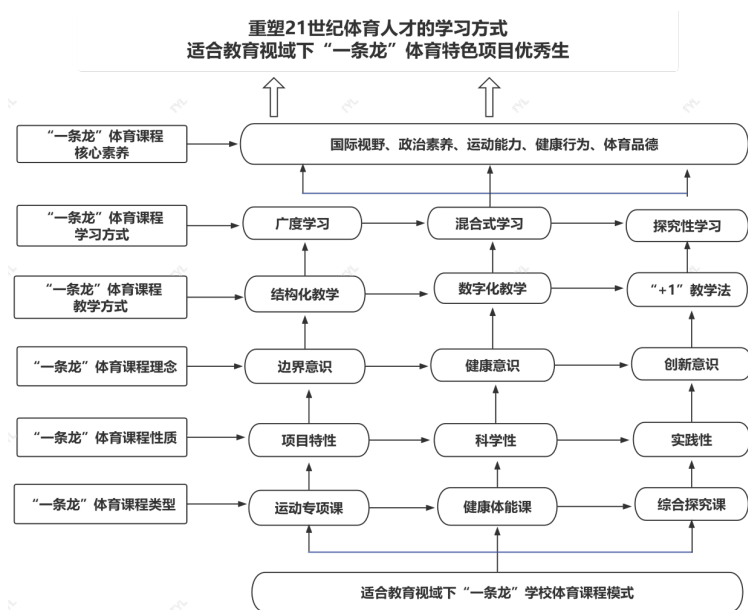 重塑21世纪体育人才的学习方式
适合教育视域下“一条龙”体育特色项目优秀生
“一条龙”体育课程
核心素养
国际视野、政治素养、运动能力、健康行为、体育品德
“一条龙”体育课程
学习方式
广度学习
混合式学习
探究性学习
“一条龙”体育课程
教学方式
结构化教学
数字化教学
“+1”教学法
“一条龙”体育课程理念
边界意识
健康意识
创新意识
“一条龙”体育课程性质
项目特性
科学性
实践性
“一条龙”体育课程类型
运动专项课
健康体能课
综合探究课
适合教育视域下“一条龙”学校体育课程模式